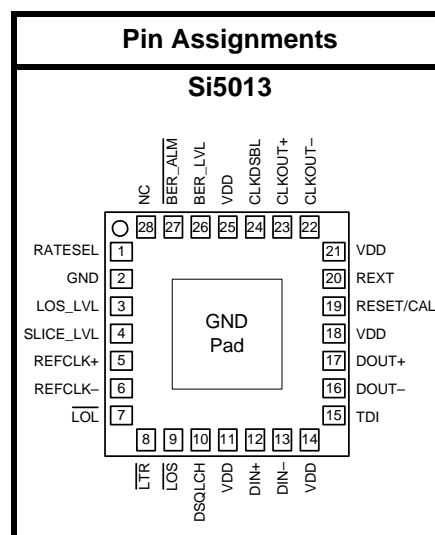 Pin Assignments
Si5013
NC
BER_ALM
BER_LVL
VDD
CLKDSBL
CLKOUT+
CLKOUT–
28 27 26 25 24 23 22
RATESEL 1
GND 2
LOS_LVL 3
SLICE_LVL 4
REFCLK+ 5
REFCLK– 6
LOL 7
GND
Pad
21 VDD
20 REXT
19 RESET/CAL
18 VDD
17 DOUT+
16 DOUT–
15 TDI
8 9 10 11 12 13 14
LTR
LOS
DSQLCH
VDD
DIN+
DIN–
VDD